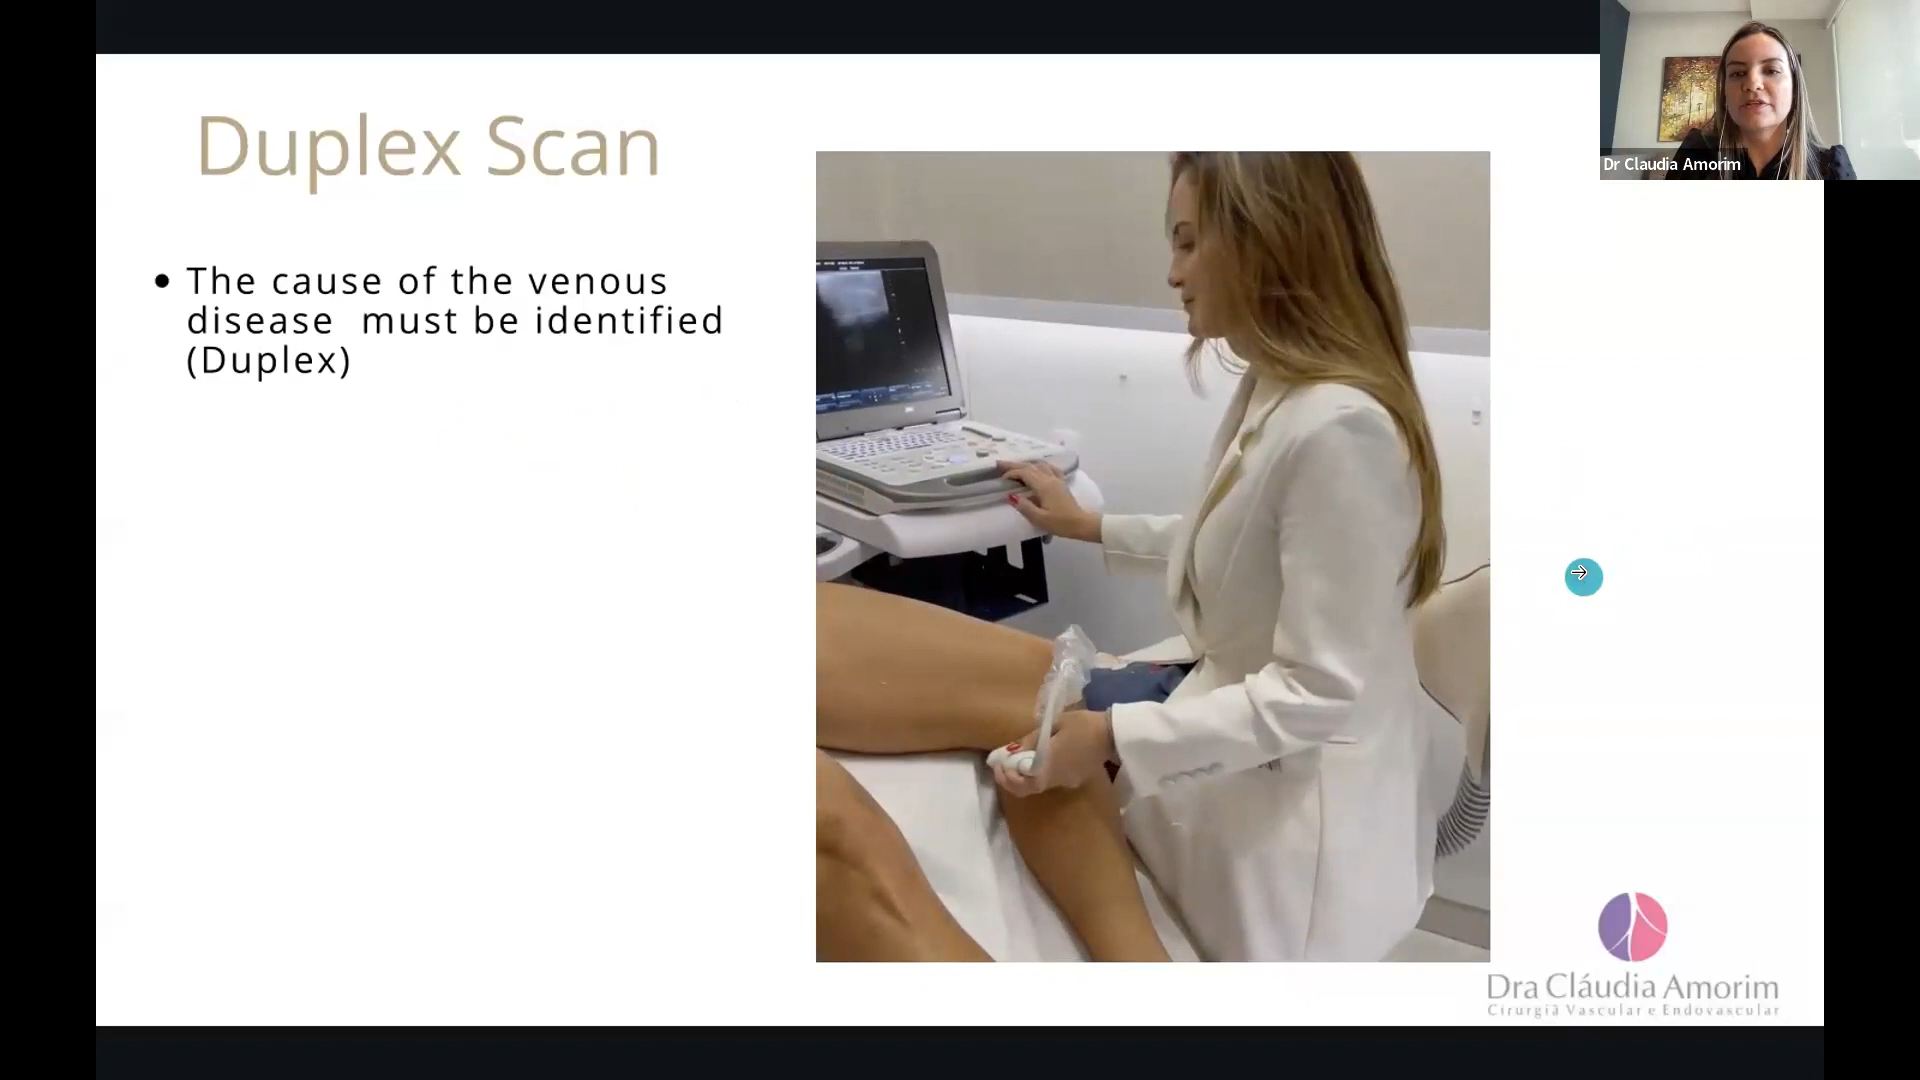 Duplex Scan
• The cause of the venous
disease must be identified
(Duplex)
Dr Claudia Amorim
Dra Cláudia Amorim
Cirurgiã Vascular e Endovascular